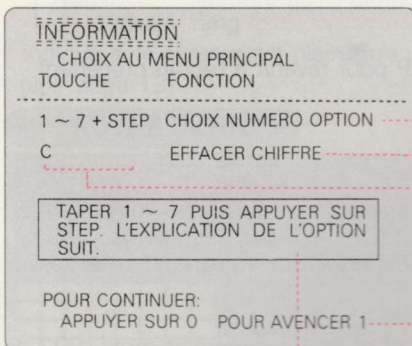 INFORMATION
CHOIX AU MENU PRINCIPAL
TOUCHE FONCTION
1 ~ 7 + STEP CHOIX NUMERO OPTION
C EFFACER CHIFFRE
TAPER 1 ~ 7 PUIS APPUYER SUR
STEP. L'EXPLICATION DE L'OPTION
SUIT.
POUR CONTINUER:
APPUYER SUR 0 POUR AVENCER 1